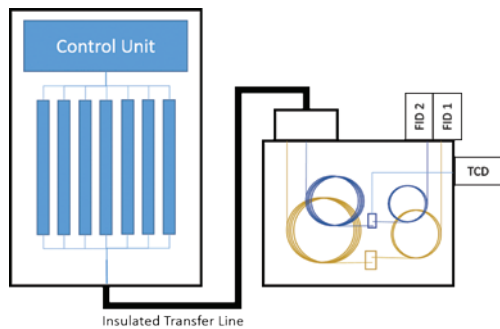 Control Unit
FID 2
FID 1
TCD
Insulated Transfer Line